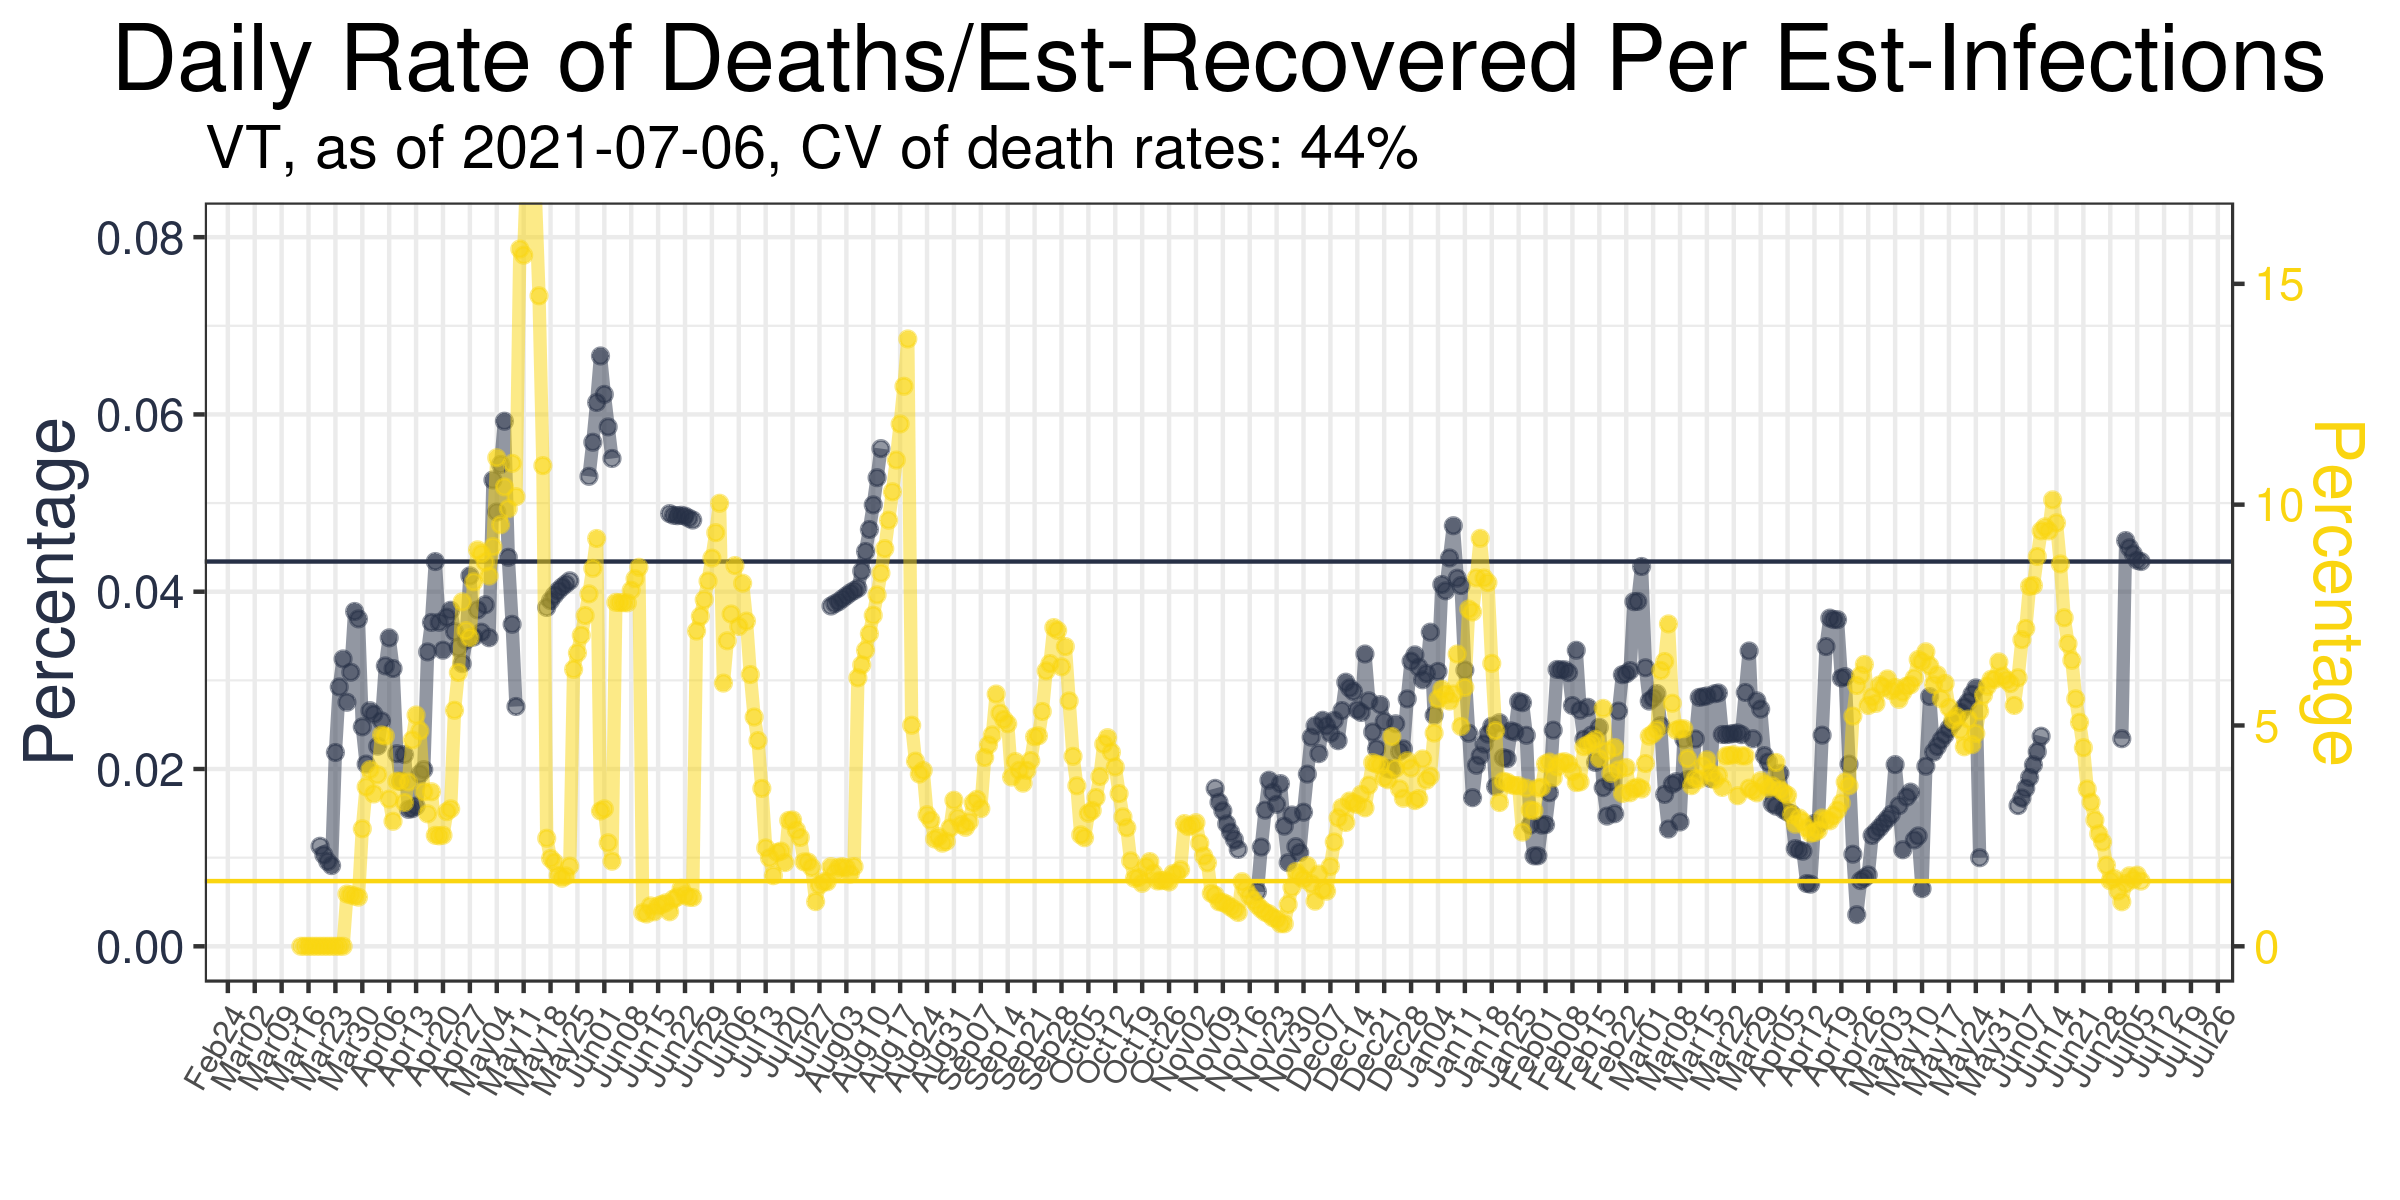 Daily Rate of Deaths/Est-Recovered Per Est-Infections
VT, as of 2021-07-06, CV of death rates: 44%
Percentage
0.08
0.06
0.04
0.02
0.00
15
10
5
0
Percentage
Feb24
Mar02
Mar09
Mar16
Mar23
Mar30
Apr06
Apr13
Apr20
Apr27
May04
May11
May18
May25
Jun01
Jun08
Jun15
Jun22
Jun29
Jul06
Jul13
Jul20
Jul27
Aug03
Aug10
Aug17
Aug24
Aug31
Sep07
Sep14
Sep21
Sep28
Oct05
Oct12
Oct19
Oct26
Nov02
Nov09
Nov16
Nov23
Nov30
Dec07
Dec14
Dec21
Dec28
Jan04
Jan11
Jan18
Jan25
Feb01
Feb08
Feb15
Feb22
Mar01
Mar08
Mar15
Mar22
Mar29
Apr05
Apr12
Apr19
Apr26
May03
May10
May17
May24
May31
Jun07
Jun14
Jun21
Jun28
Jul05
Jul12
Jul19
Jul26